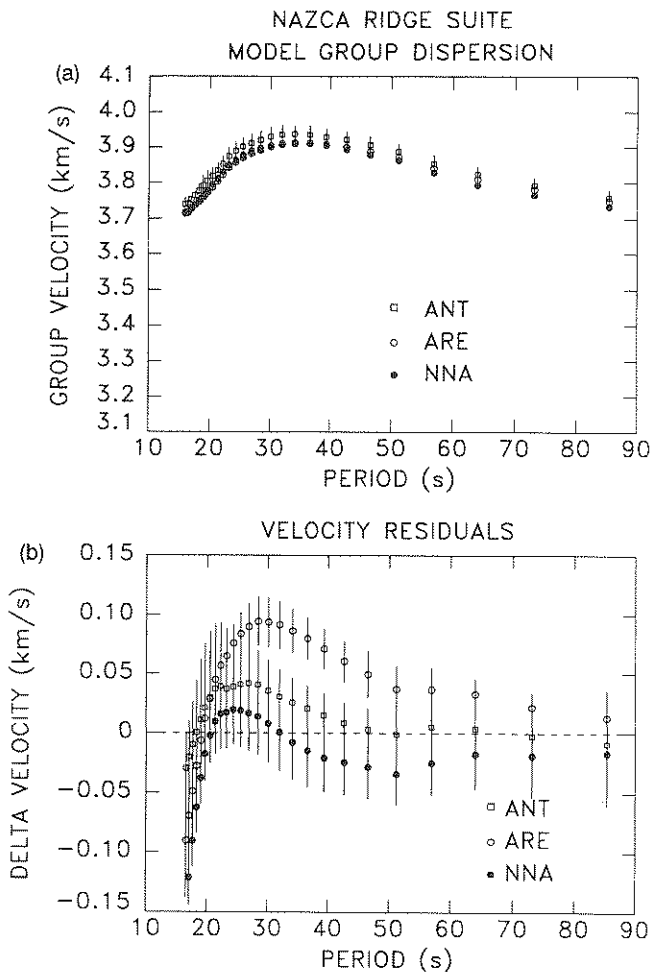 NAZCA RIDGE SUITE
MODEL GROUP DISPERSION
(a)
4.1
4.0
3.9
3.8
3.7
3.6
3.5
3.4
3.3
3.2
3.1
GROUP VELOCITY (km/s)
ANT
ARE
NNA
10 20 30 40 50 60 70 80 90
PERIOD (s)
VELOCITY RESIDUALS
(b)
0.15
0.10
0.05
0
-0.05
-0.10
-0.15
DELTA VELOCITY (km/s)
ANT
ARE
NNA
10 20 30 40 50 60 70 80 90
PERIOD (s)